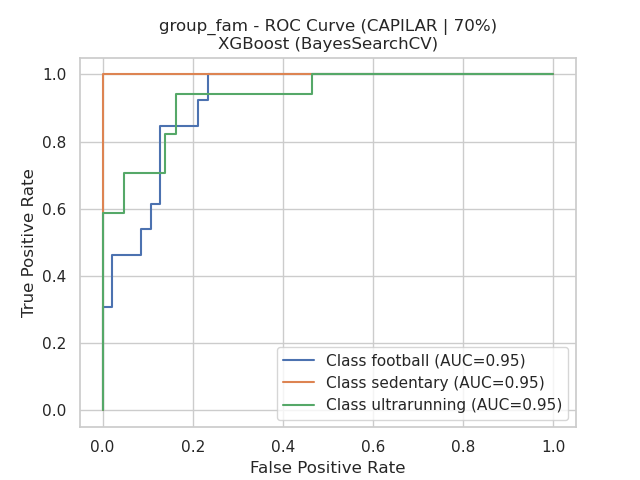 group_fam - ROC Curve (CAPILAR | 70%)
XGBoost (BayesSearchCV)
True Positive Rate
1.0
0.8
0.6
0.4
0.2
0.0
Class football (AUC=0.95)
Class sedentary (AUC=0.95)
Class ultrarunning (AUC=0.95)
0.0 0.2 0.4 0.6 0.8 1.0
False Positive Rate